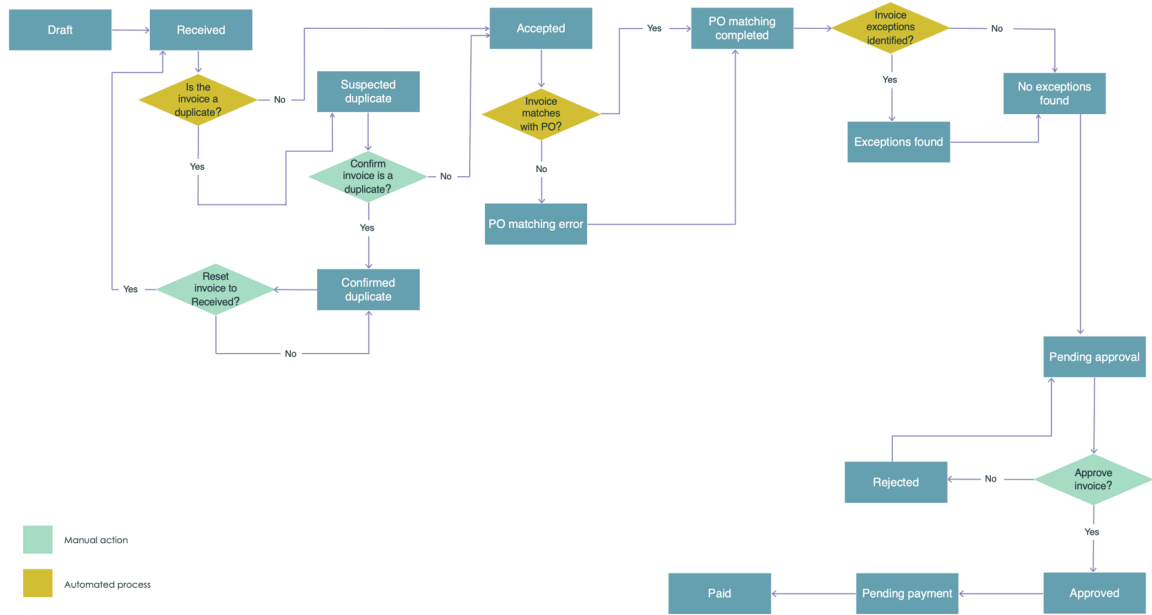 Draft
Received
Accepted
PO matching
completed
Invoice
exceptions
identified?
Yes
No
No
Is the
invoice a
duplicate?
Suspected
duplicate
Invoice
matches
with PO?
Yes
No exceptions
found
Exceptions found
Yes
Confirm
invoice is a
duplicate?
No
No
PO matching error
Yes
Reset
invoice to
Received?
Yes
Confirmed
duplicate
No
Pending approval
Rejected
No
Approve
invoice?
Yes
Manual action
Automated process
Paid
Pending payment
Approved